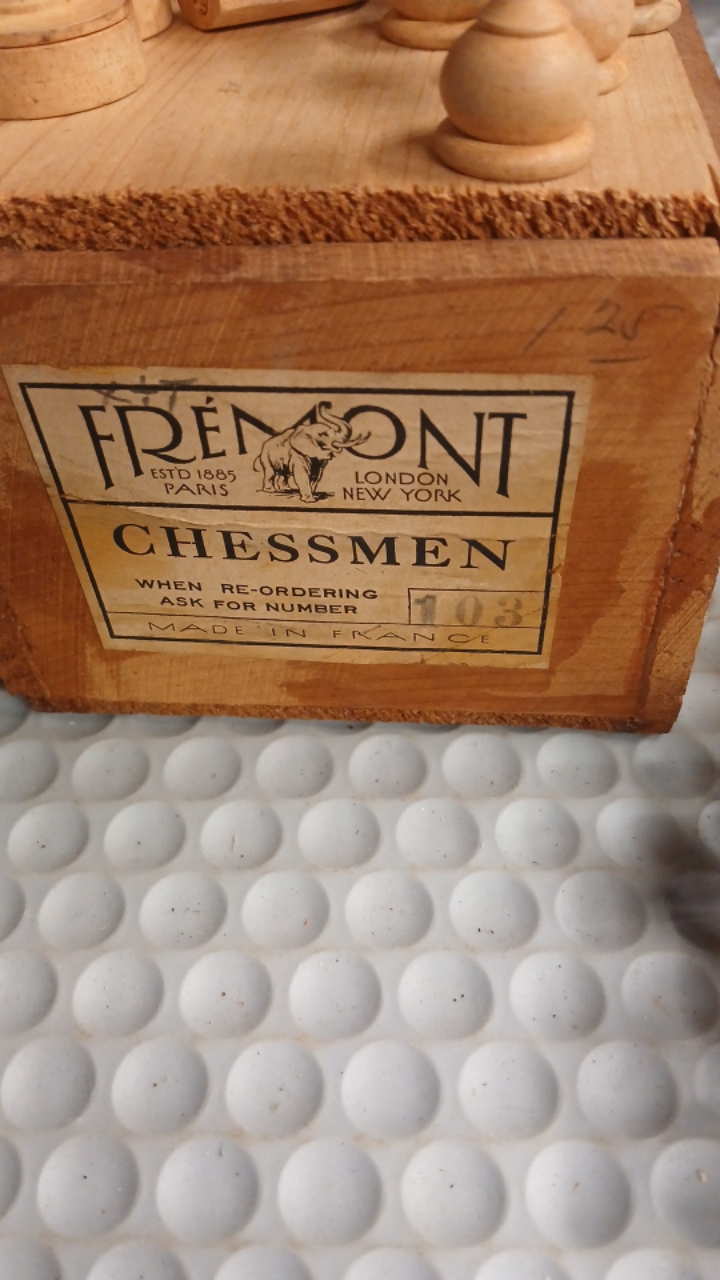 1 25
FRÉMONT
EST'D 1885
PARIS
LONDON
NEW YORK
CHESSMEN
WHEN RE-ORDERING
ASK FOR NUMBER
103
MADE IN FRANCE